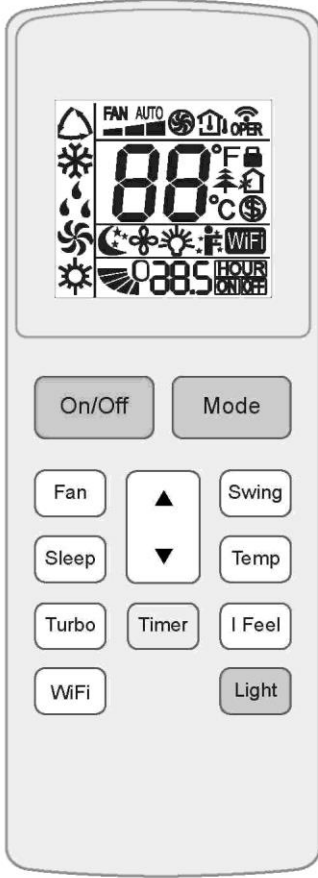 FAN AUTO
OPER
88 °F
°C $
WiFi
088.5 HOUR
ON OFF
On/Off Mode
Fan ▲ Swing
Sleep ▼ Temp
Turbo Timer I Feel
WiFi Light